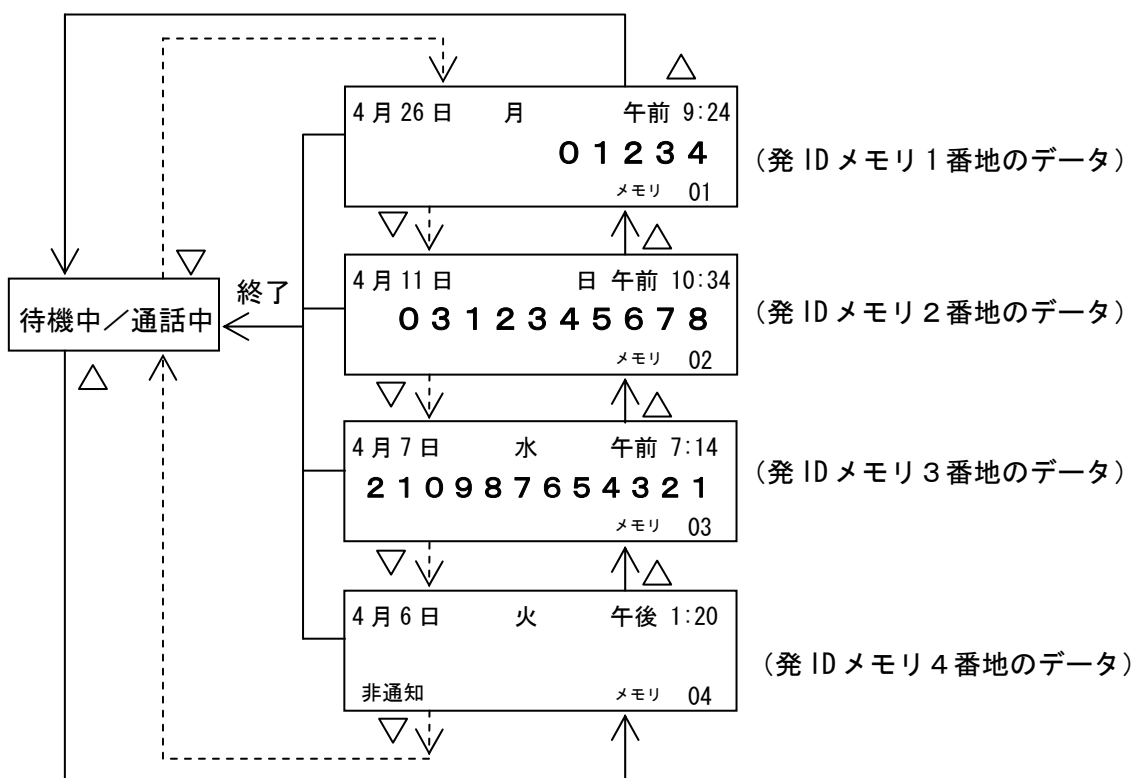 △
4月26日 月 午前 9:24
01234
メモリ 01
(発IDメモリ1番地のデータ)
▽
△
4月11日 日 午前 10:34
0312345678
メモリ 02
(発IDメモリ2番地のデータ)
▽
待機中/通話中
終了
△
▽
△
4月7日 水 午前 7:14
210987654321
メモリ 03
(発IDメモリ3番地のデータ)
▽
△
4月6日 火 午後 1:20
非通知 メモリ 04
(発IDメモリ4番地のデータ)
▽